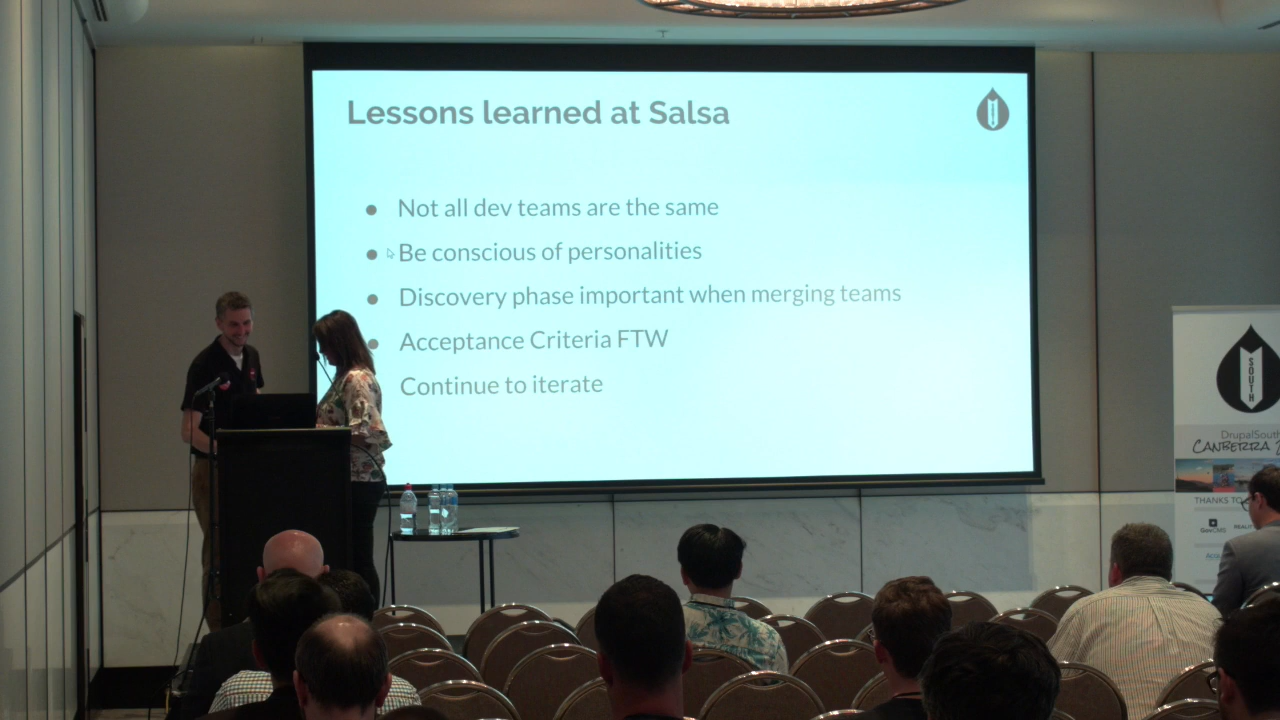 Lessons learned at Salsa
● Not all dev teams are the same
● Be conscious of personalities
● Discovery phase important when merging teams
● Acceptance Criteria FTW
Continue to iterate
SOUTH
DrupalSouth
CANBERRA
THANKS TO
GovCMS